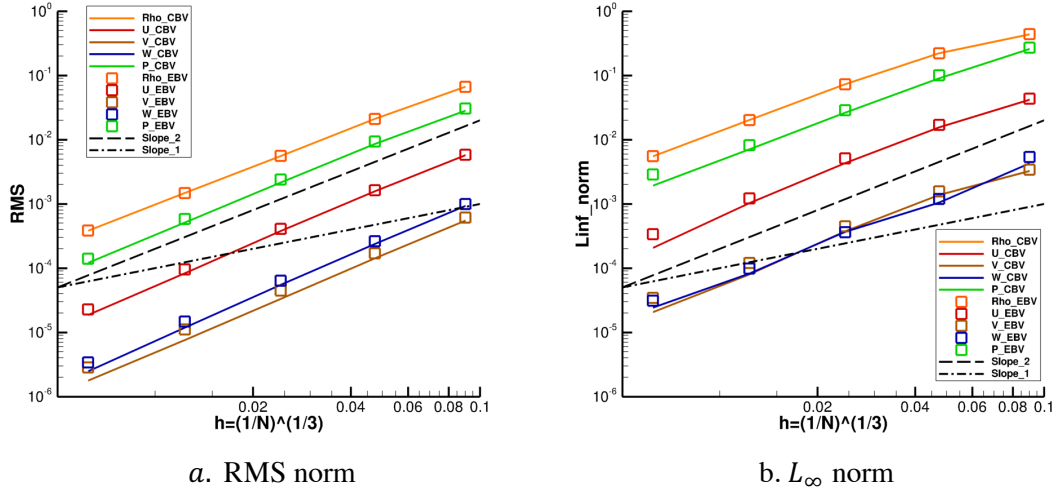 10^0
10^-1
10^-2
10^-3
10^-4
10^-5
10^-6
RMS
Rho_CBV
U_CBV
V_CBV
W_CBV
P_CBV
Rho_EBV
U_EBV
V_EBV
W_EBV
P_EBV
Slope_2
Slope_1
0.02 0.04 0.06 0.08 0.1
h=(1/N)^(1/3)
a. RMS norm
10^0
10^-1
10^-2
10^-3
10^-4
10^-5
10^-6
Linf_norm
Rho_CBV
U_CBV
V_CBV
W_CBV
P_CBV
Rho_EBV
U_EBV
V_EBV
W_EBV
P_EBV
Slope_2
Slope_1
0.02 0.04 0.06 0.08 0.1
h=(1/N)^(1/3)
b. L∞ norm